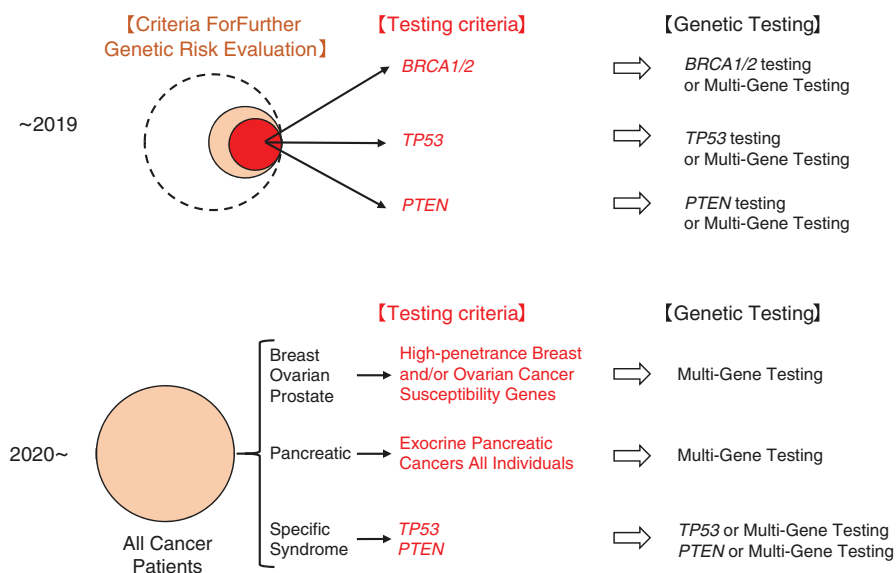 【Criteria ForFurther
Genetic Risk Evaluation】
【Testing criteria】
【Genetic Testing】
~2019
BRCA1/2
BRCA1/2 testing
or Multi-Gene Testing
TP53
TP53 testing
or Multi-Gene Testing
PTEN
PTEN testing
or Multi-Gene Testing
【Testing criteria】
【Genetic Testing】
2020~
All Cancer
Patients
Breast
Ovarian
Prostate
High-penetrance Breast
and/or Ovarian Cancer
Susceptibility Genes
Multi-Gene Testing
Pancreatic
Exocrine Pancreatic
Cancers All Individuals
Multi-Gene Testing
Specific
Syndrome
TP53
PTEN
TP53 or Multi-Gene Testing
PTEN or Multi-Gene Testing